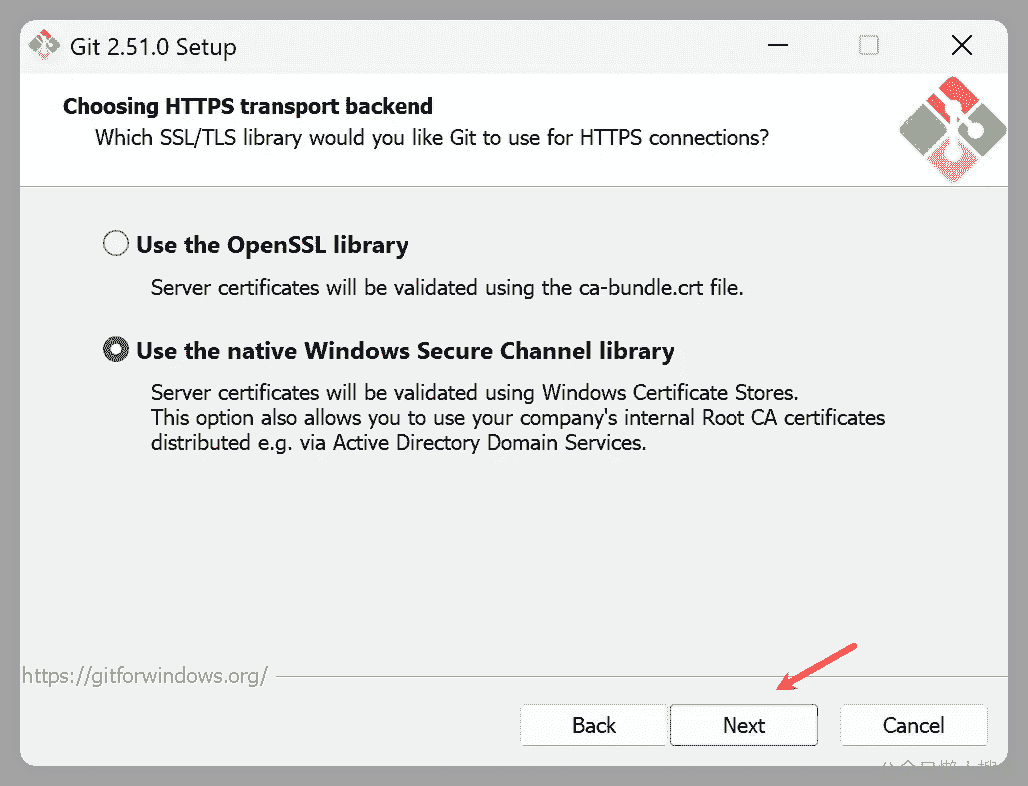 Git 2.51.0 Setup
Choosing HTTPS transport backend
Which SSL/TLS library would you like Git to use for HTTPS connections?
Use the OpenSSL library
Server certificates will be validated using the ca-bundle.crt file.
Use the native Windows Secure Channel library
Server certificates will be validated using Windows Certificate Stores.
This option also allows you to use your company's internal Root CA certificates
distributed e.g. via Active Directory Domain Services.
https://gitforwindows.org/
Back
Next
Cancel